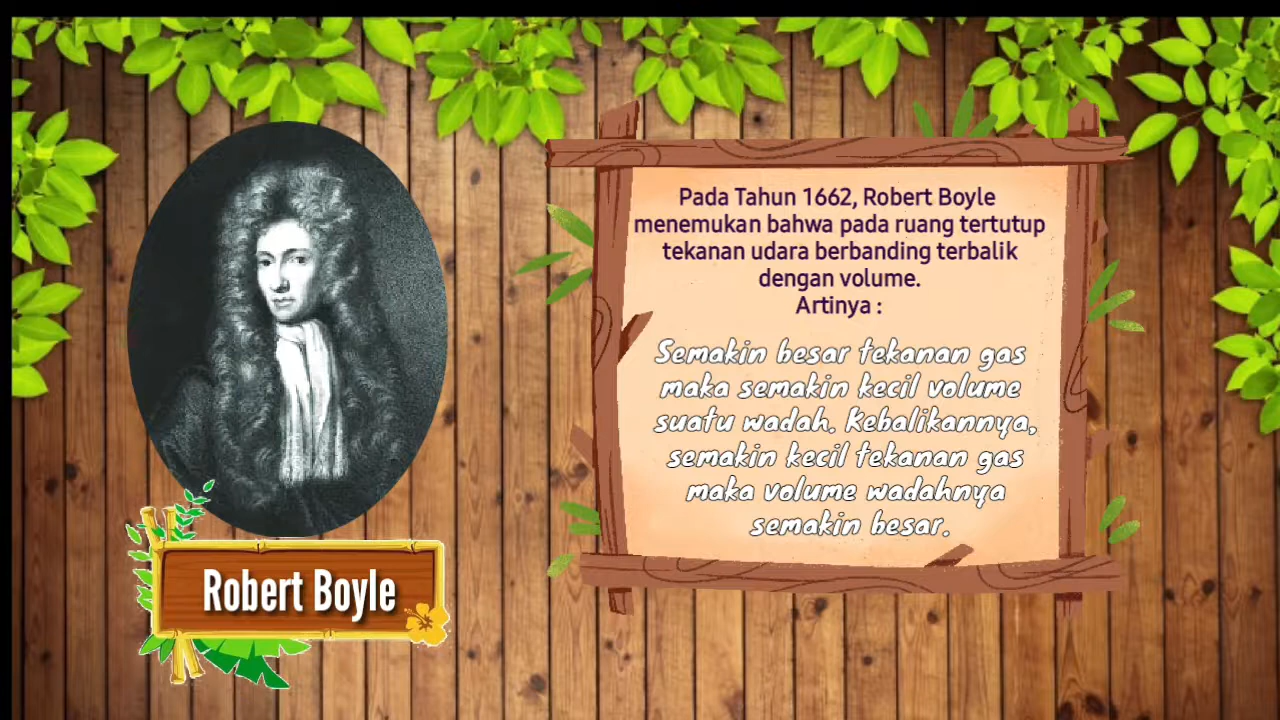 Pada Tahun 1662, Robert Boyle
menemukan bahwa pada ruang tertutup
tekanan udara berbanding terbalik
dengan volume.
Artinya :
Semakin besar tekanan gas
maka semakin kecil volume
suatu wadah. Kebalikannya,
semakin kecil tekanan gas
maka volume wadahnya
semakin besar.
Robert Boyle